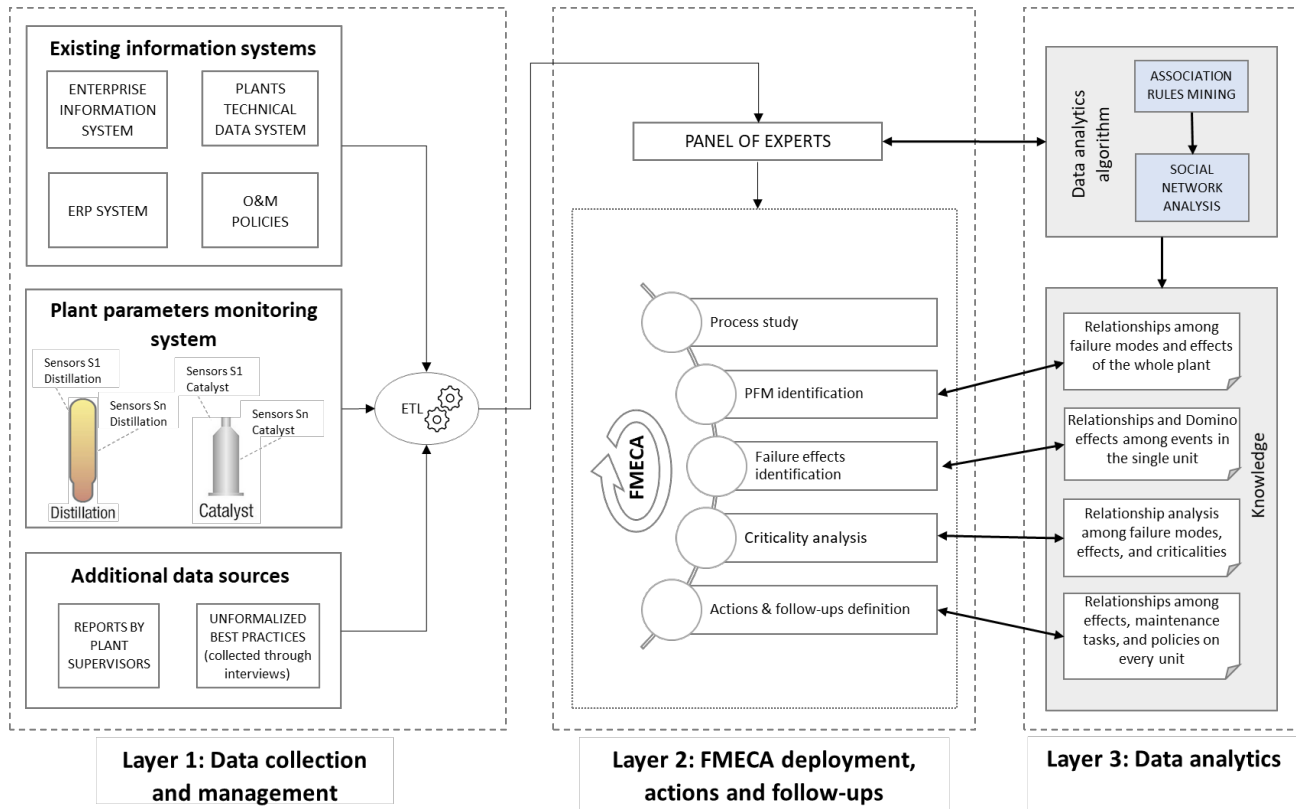 Existing information systems
ENTERPRISE
INFORMATION
SYSTEM
PLANTS
TECHNICAL
DATA SYSTEM
ERP SYSTEM
O&M
POLICIES
Plant parameters monitoring
system
Sensors S1
Distillation
Sensors Sn
Distillation
Distillation
Sensors S1
Catalyst
Sensors Sn
Catalyst
Catalyst
Additional data sources
REPORTS BY
PLANT
SUPERVISORS
UNFORMALIZED
BEST PRACTICES
(collected through
interviews)
ETL
Layer 1: Data collection
and management
PANEL OF EXPERTS
FMECA
Process study
PFM identification
Failure effects
identification
Criticality analysis
Actions & follow-ups definition
Layer 2: FMECA deployment,
actions and follow-ups
Data analytics
algorithm
ASSOCIATION
RULES MINING
SOCIAL
NETWORK
ANALYSIS
Relationships among
failure modes and effects
of the whole plant
Relationships and Domino
effects among events in
the single unit
Relationship analysis
among failure modes,
effects, and criticalities
Relationships among
effects, maintenance
tasks, and policies on
every unit
Knowledge
Layer 3: Data analytics